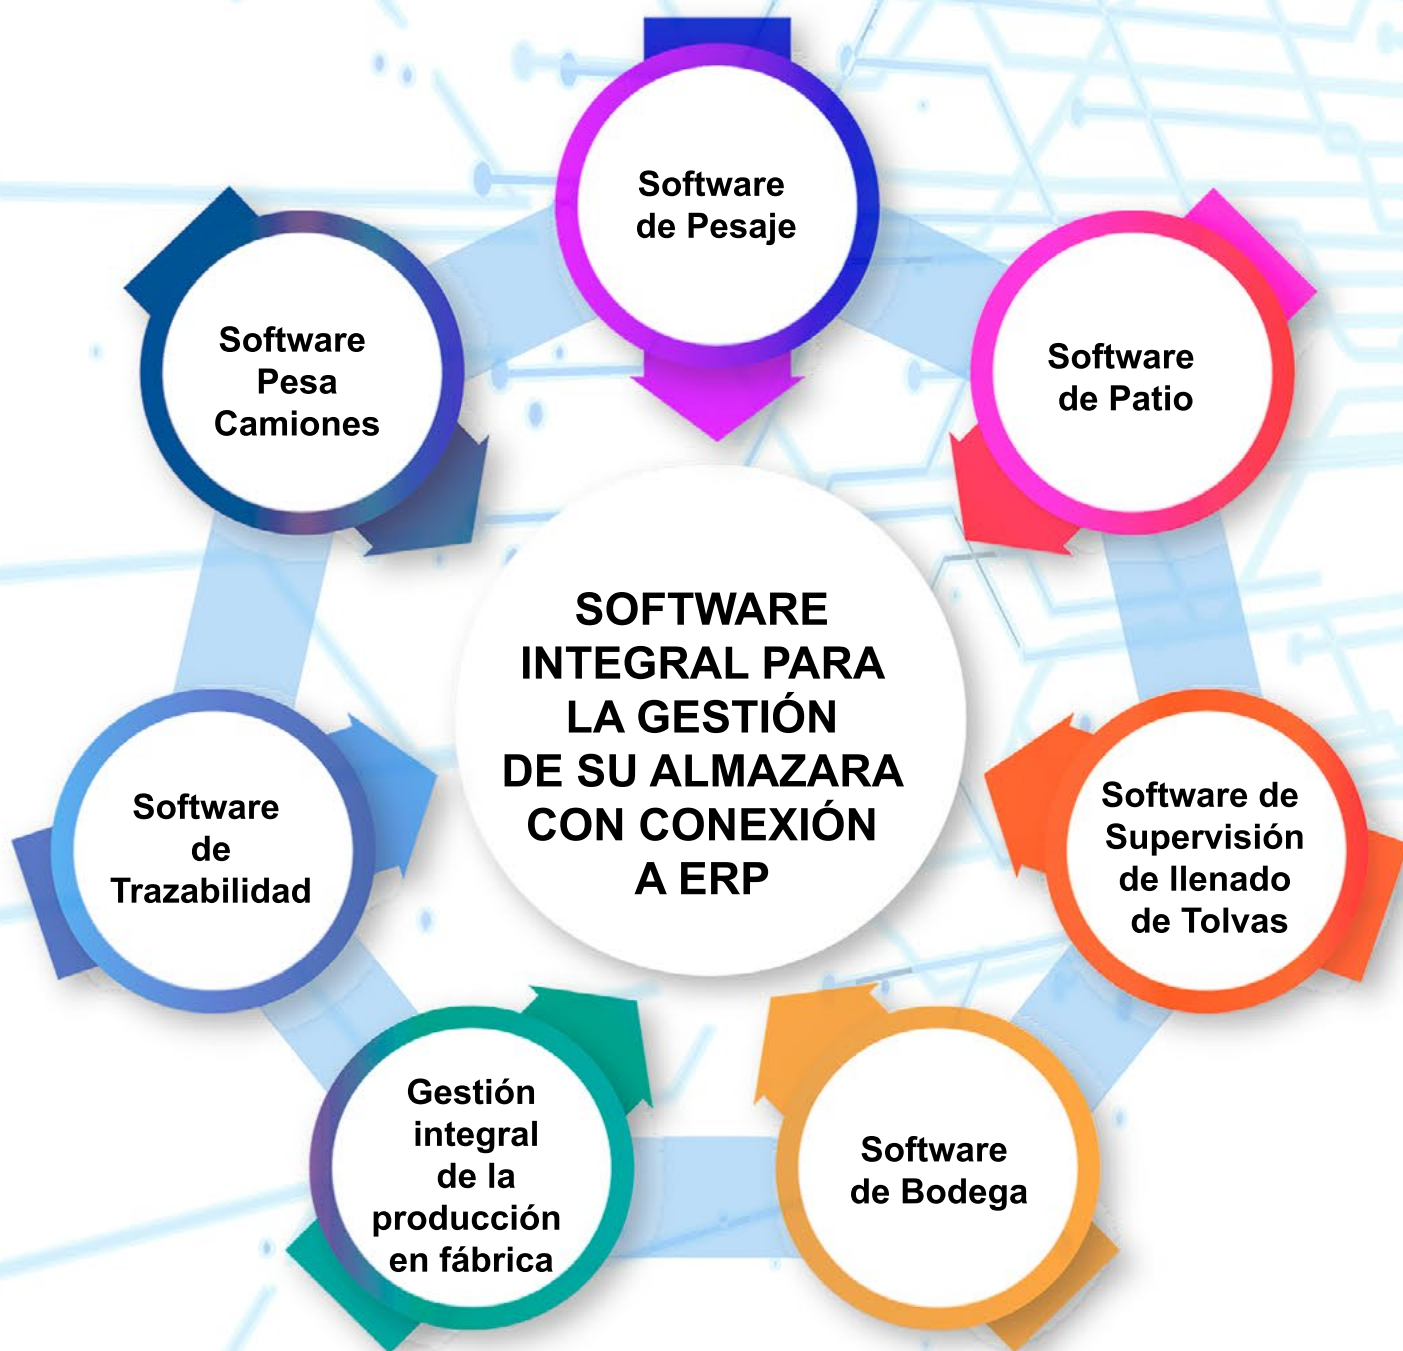 Software
de Pesaje
Software
Pesa
Camiones
Software
de Patio
SOFTWARE
INTEGRAL PARA
LA GESTIÓN
DE SU ALMAZARA
CON CONEXIÓN
A ERP
Software
de
Trazabilidad
Software de
Supervisión
de llenado
de Tolvas
Gestión
integral
de la
producción
en fábrica
Software
de Bodega